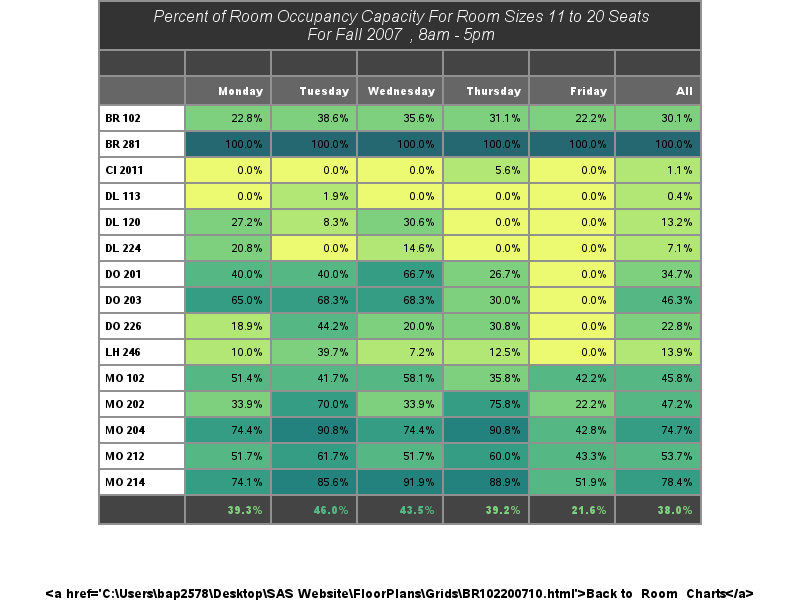 Percent of Room Occupancy Capacity For Room Sizes 11 to 20 Seats
For Fall 2007 , 8am - 5pm
Monday Tuesday Wednesday Thursday Friday All
BR 102 22.8% 38.6% 35.6% 31.1% 22.2% 30.1%
BR 281 100.0% 100.0% 100.0% 100.0% 100.0% 100.0%
CI 2011 0.0% 0.0% 0.0% 5.6% 0.0% 1.1%
DL 113 0.0% 1.9% 0.0% 0.0% 0.0% 0.4%
DL 120 27.2% 8.3% 30.6% 0.0% 0.0% 13.2%
DL 224 20.8% 0.0% 14.6% 0.0% 0.0% 7.1%
DO 201 40.0% 40.0% 66.7% 26.7% 0.0% 34.7%
DO 203 65.0% 68.3% 68.3% 30.0% 0.0% 46.3%
DO 226 18.9% 44.2% 20.0% 30.8% 0.0% 22.8%
LH 246 10.0% 39.7% 7.2% 12.5% 0.0% 13.9%
MO 102 51.4% 41.7% 58.1% 35.8% 42.2% 45.8%
MO 202 33.9% 70.0% 33.9% 75.8% 22.2% 47.2%
MO 204 74.4% 90.8% 74.4% 90.8% 42.8% 74.7%
MO 212 51.7% 61.7% 51.7% 60.0% 43.3% 53.7%
MO 214 74.1% 85.6% 91.9% 88.9% 51.9% 78.4%
39.3% 46.0% 43.5% 39.2% 21.6% 38.0%
<a href='C:\Users\bap2578\Desktop\SAS Website\FloorPlans\Grids\BR102200710.html'>Back to Room Charts</a>